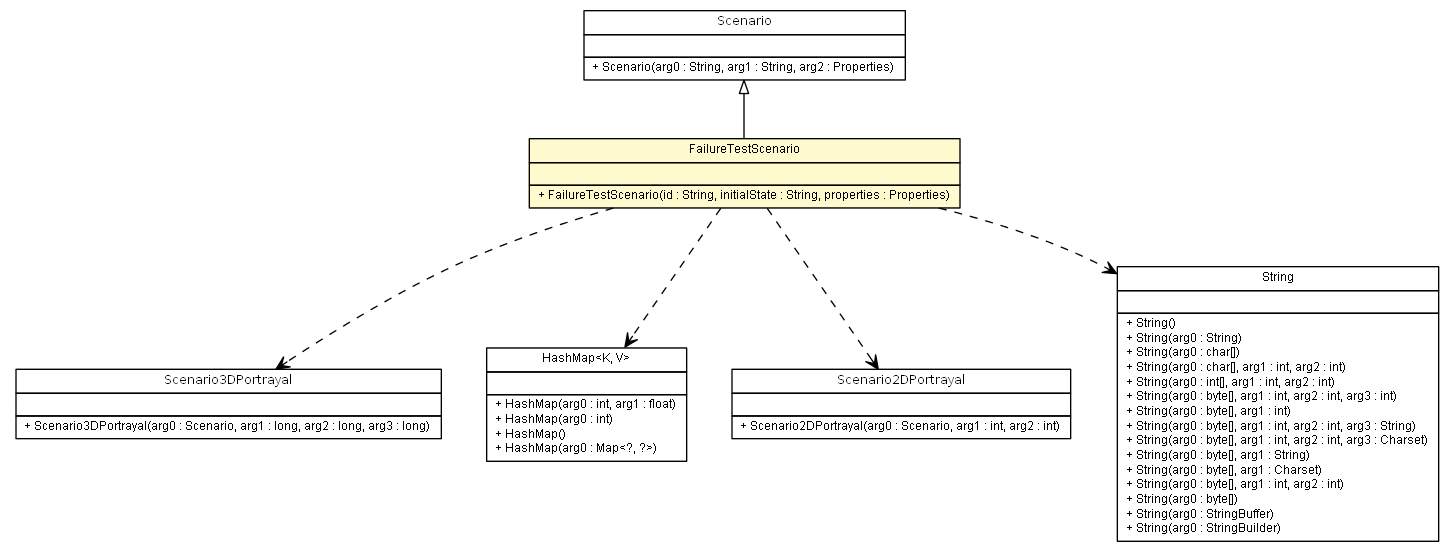 Scenario
+ Scenario(arg0 : String, arg1 : String, arg2 : Properties)
FailureTestScenario
+ FailureTestScenario(id : String, initialState : String, properties : Properties)
Scenario3DPortrayal
+ Scenario3DPortrayal(arg0 : Scenario, arg1 : long, arg2 : long, arg3 : long)
HashMap<K, V>
+ HashMap(arg0 : int, arg1 : float)
+ HashMap(arg0 : int)
+ HashMap()
+ HashMap(arg0 : Map<?, ?>)
Scenario2DPortrayal
+ Scenario2DPortrayal(arg0 : Scenario, arg1 : int, arg2 : int)
String
+ String()
+ String(arg0 : String)
+ String(arg0 : char[])
+ String(arg0 : char[], arg1 : int, arg2 : int)
+ String(arg0 : int[], arg1 : int, arg2 : int)
+ String(arg0 : byte[], arg1 : int, arg2 : int, arg3 : int)
+ String(arg0 : byte[], arg1 : int)
+ String(arg0 : byte[], arg1 : int, arg2 : int, arg3 : String)
+ String(arg0 : byte[], arg1 : int, arg2 : int, arg3 : Charset)
+ String(arg0 : byte[], arg1 : String)
+ String(arg0 : byte[], arg1 : Charset)
+ String(arg0 : byte[], arg1 : int, arg2 : int)
+ String(arg0 : byte[])
+ String(arg0 : StringBuffer)
+ String(arg0 : StringBuilder)